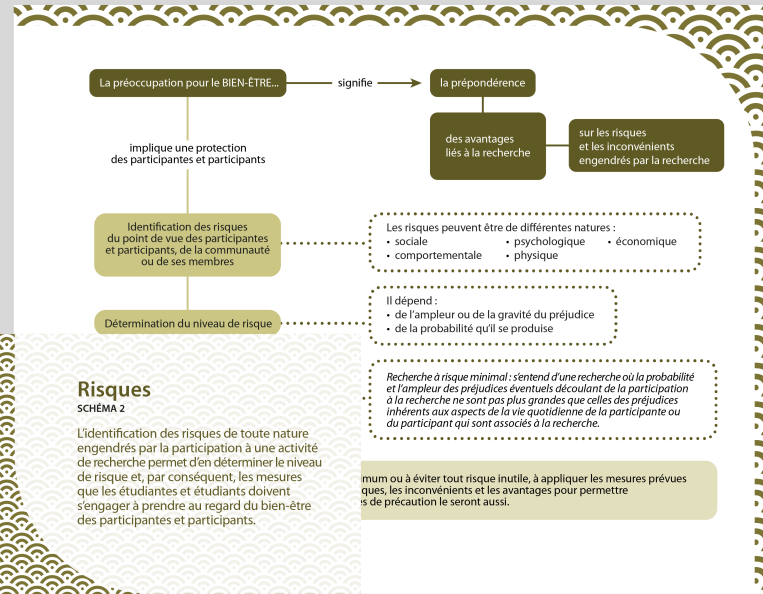 La préoccupation pour le BIEN-ÊTRE...
signifie
la prépondérence
des avantages
liés à la recherche
sur les risques
et les inconvénients
engendrés par la recherche
implique une protection
des participantes et participants
Identification des risques
du point de vue des participantes
et participants, de la communauté
ou de ses membres
Les risques peuvent être de différentes natures :
• sociale • psychologique • économique
• comportementale • physique
Détermination du niveau de risque
Il dépend :
• de l'ampleur ou de la gravité du préjudice
• de la probabilité qu'il se produise
Recherche à risque minimal : s'entend d'une recherche où la probabilité
et l'ampleur des préjudices éventuels découlant de la participation
à la recherche ne sont pas plus grandes que celles des préjudices
inhérents aux aspects de la vie quotidienne de la participante ou
du participant qui sont associés à la recherche.
Risques
SCHÉMA 2
L'identification des risques de toute nature
engendrés par la participation à une activité
de recherche permet d'en déterminer le niveau
de risque et, par conséquent, les mesures
que les étudiantes et étudiants doivent
s'engager à prendre au regard du bien-être
des participantes et participants.
ou à éviter tout risque inutile, à appliquer les mesures prévues
les inconvénients et les avantages pour permettre
de précaution le seront aussi.